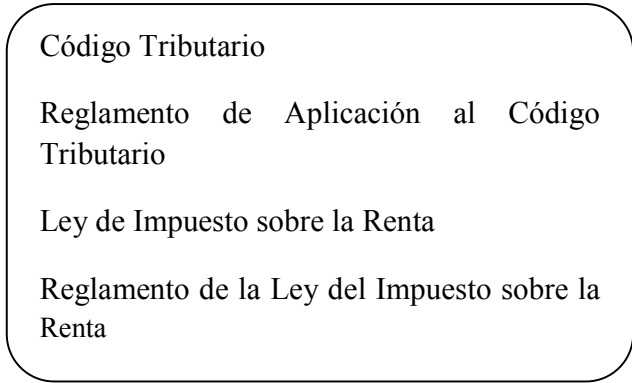 Código Tributario
Reglamento de Aplicación al Código
Tributario
Ley de Impuesto sobre la Renta
Reglamento de la Ley del Impuesto sobre la
Renta